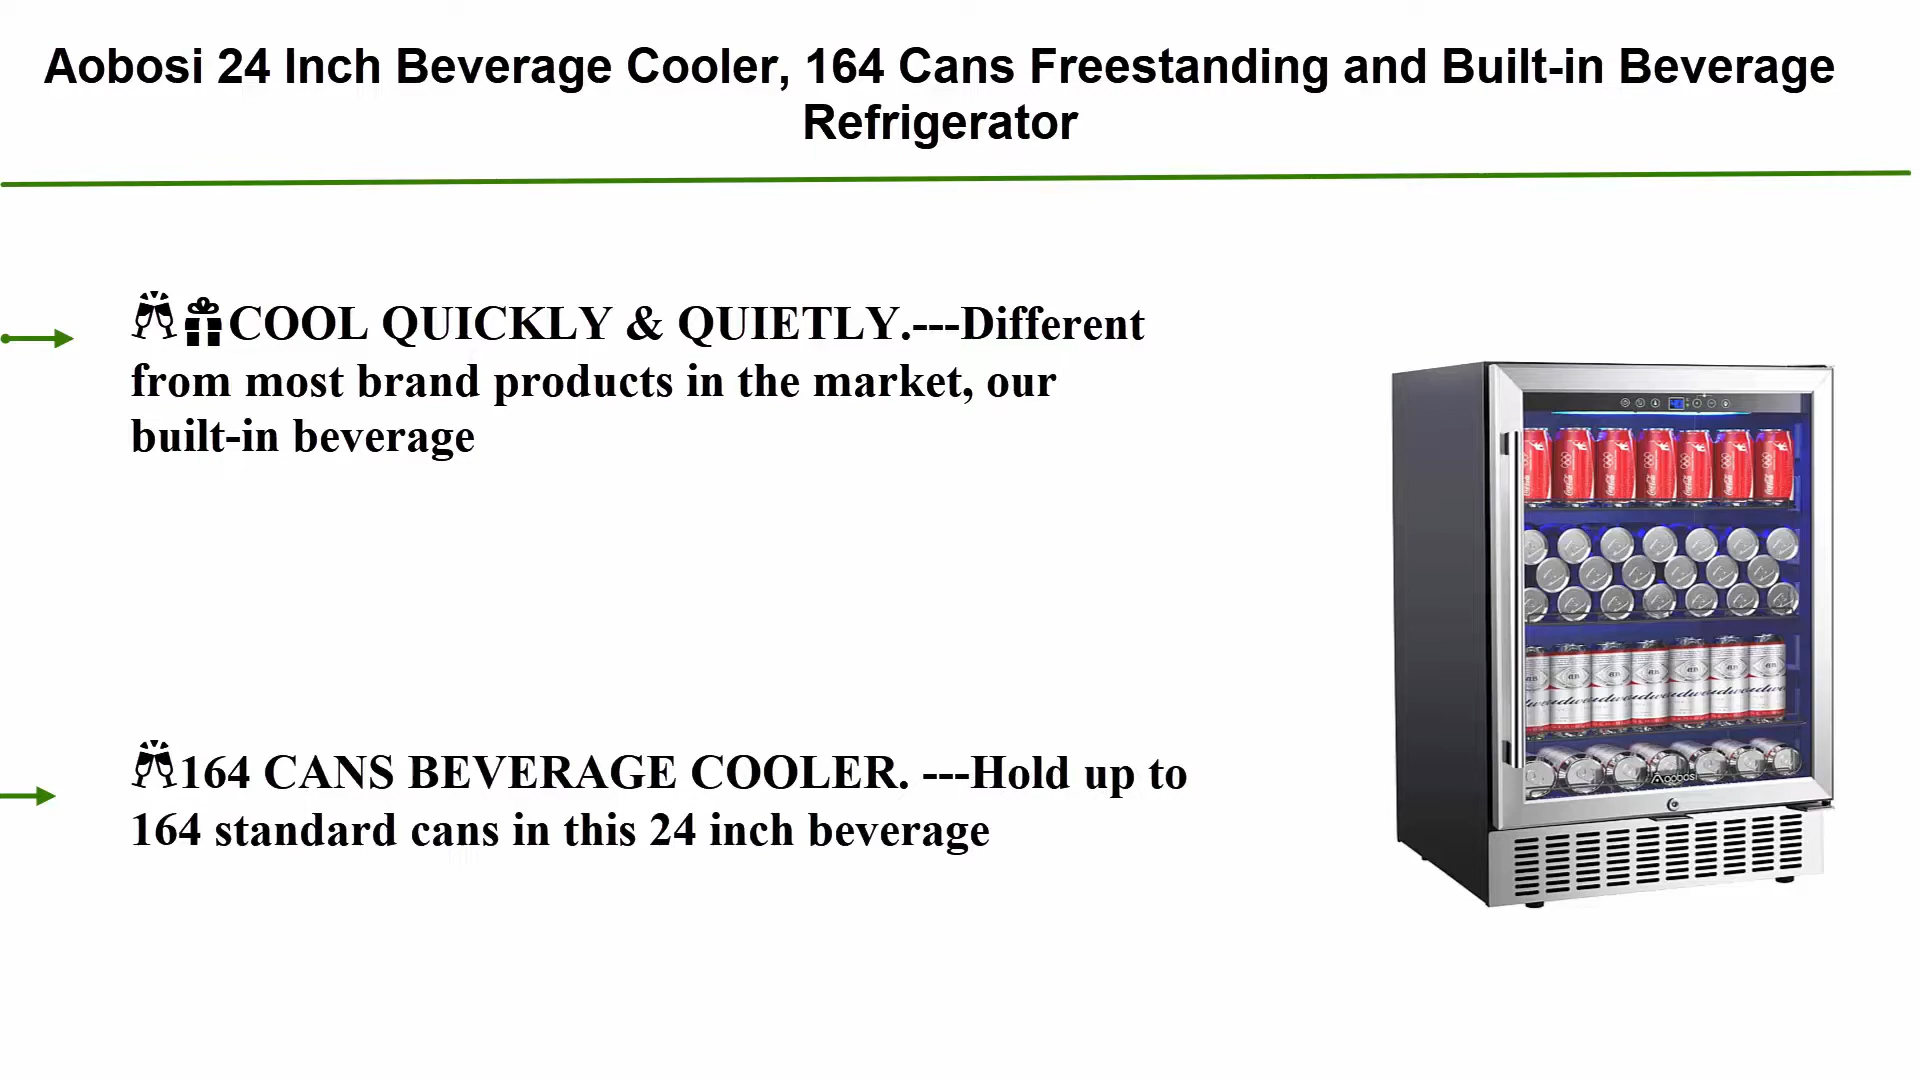 Aobosi 24 Inch Beverage Cooler, 164 Cans Freestanding and Built-in Beverage
Refrigerator
🥂🎁COOL QUICKLY & QUIETLY.---Different
from most brand products in the market, our
built-in beverage
🥂164 CANS BEVERAGE COOLER. ---Hold up to
164 standard cans in this 24 inch beverage
Aobosi